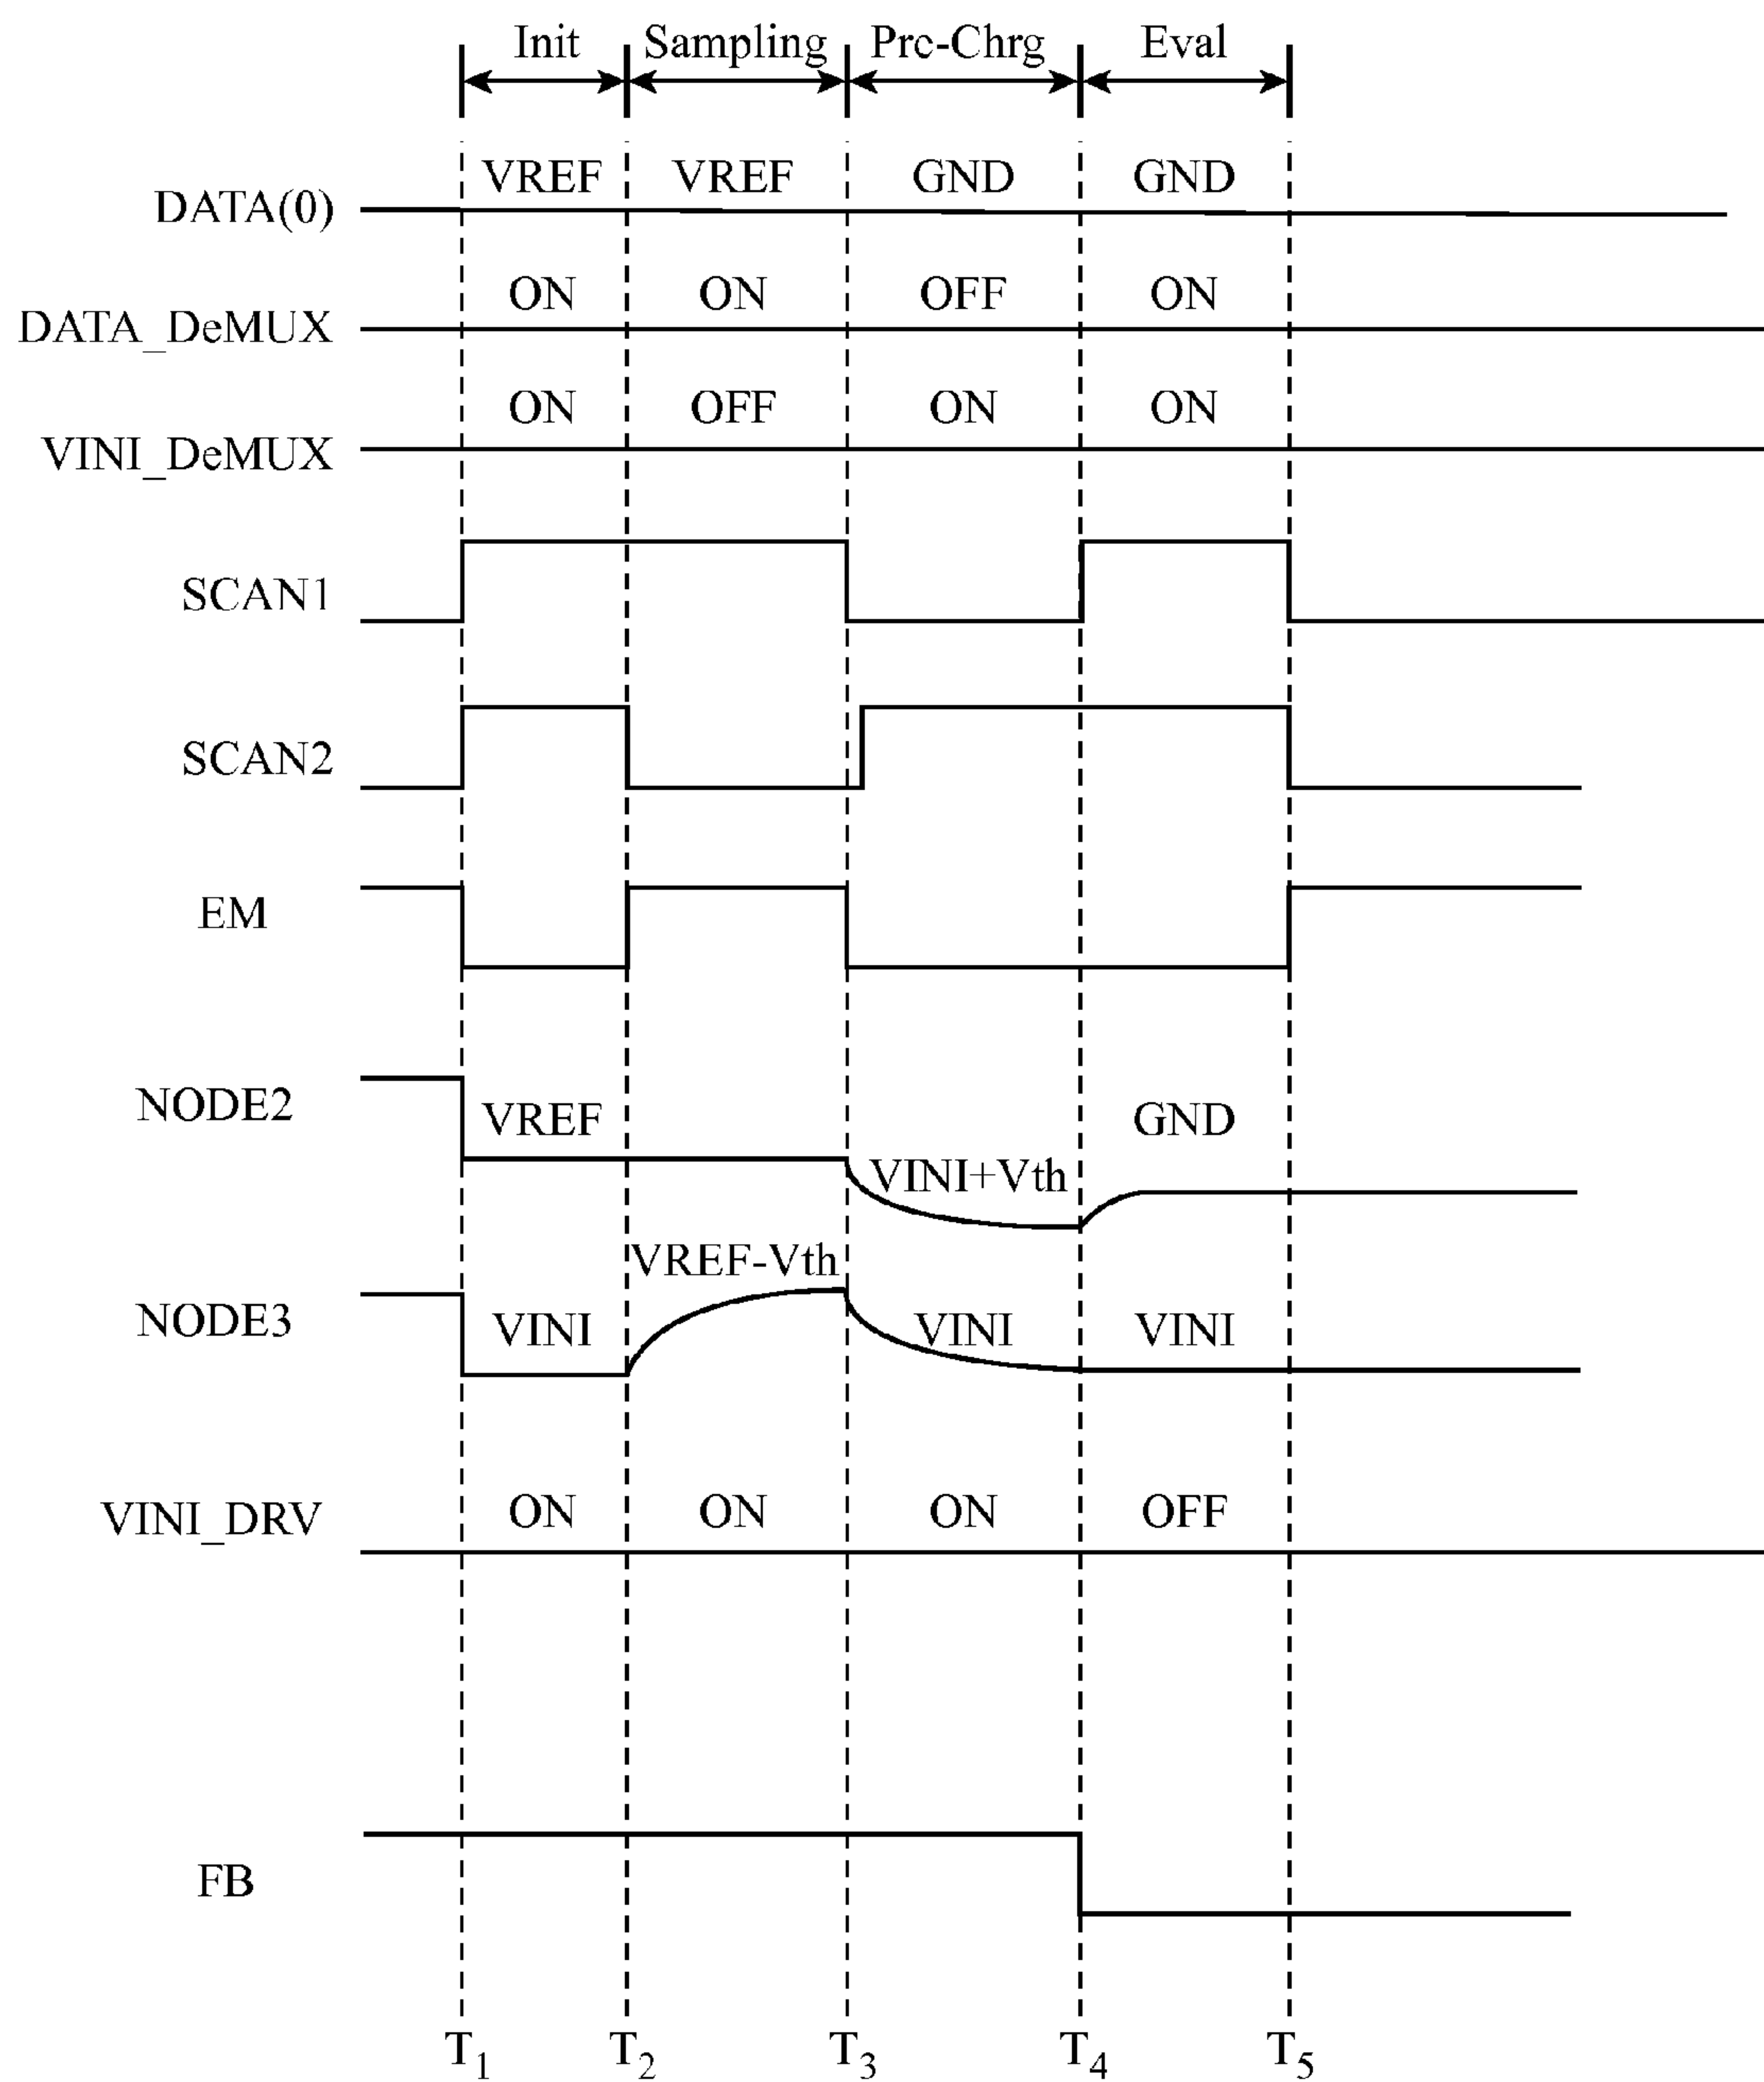 Init Sampling Pre-Chrg Eval
VREF VREF GND GND
DATA(0)
ON ON OFF ON
DATA_DeMUX
ON OFF ON ON
VINI_DeMUX
SCAN1
SCAN2
EM
NODE2
VREF GND
VINI+Vth
VREF-Vth
NODE3
VINI VINI VINI
VINI_DRV ON ON ON OFF
FB
T1 T2 T3 T4 T5